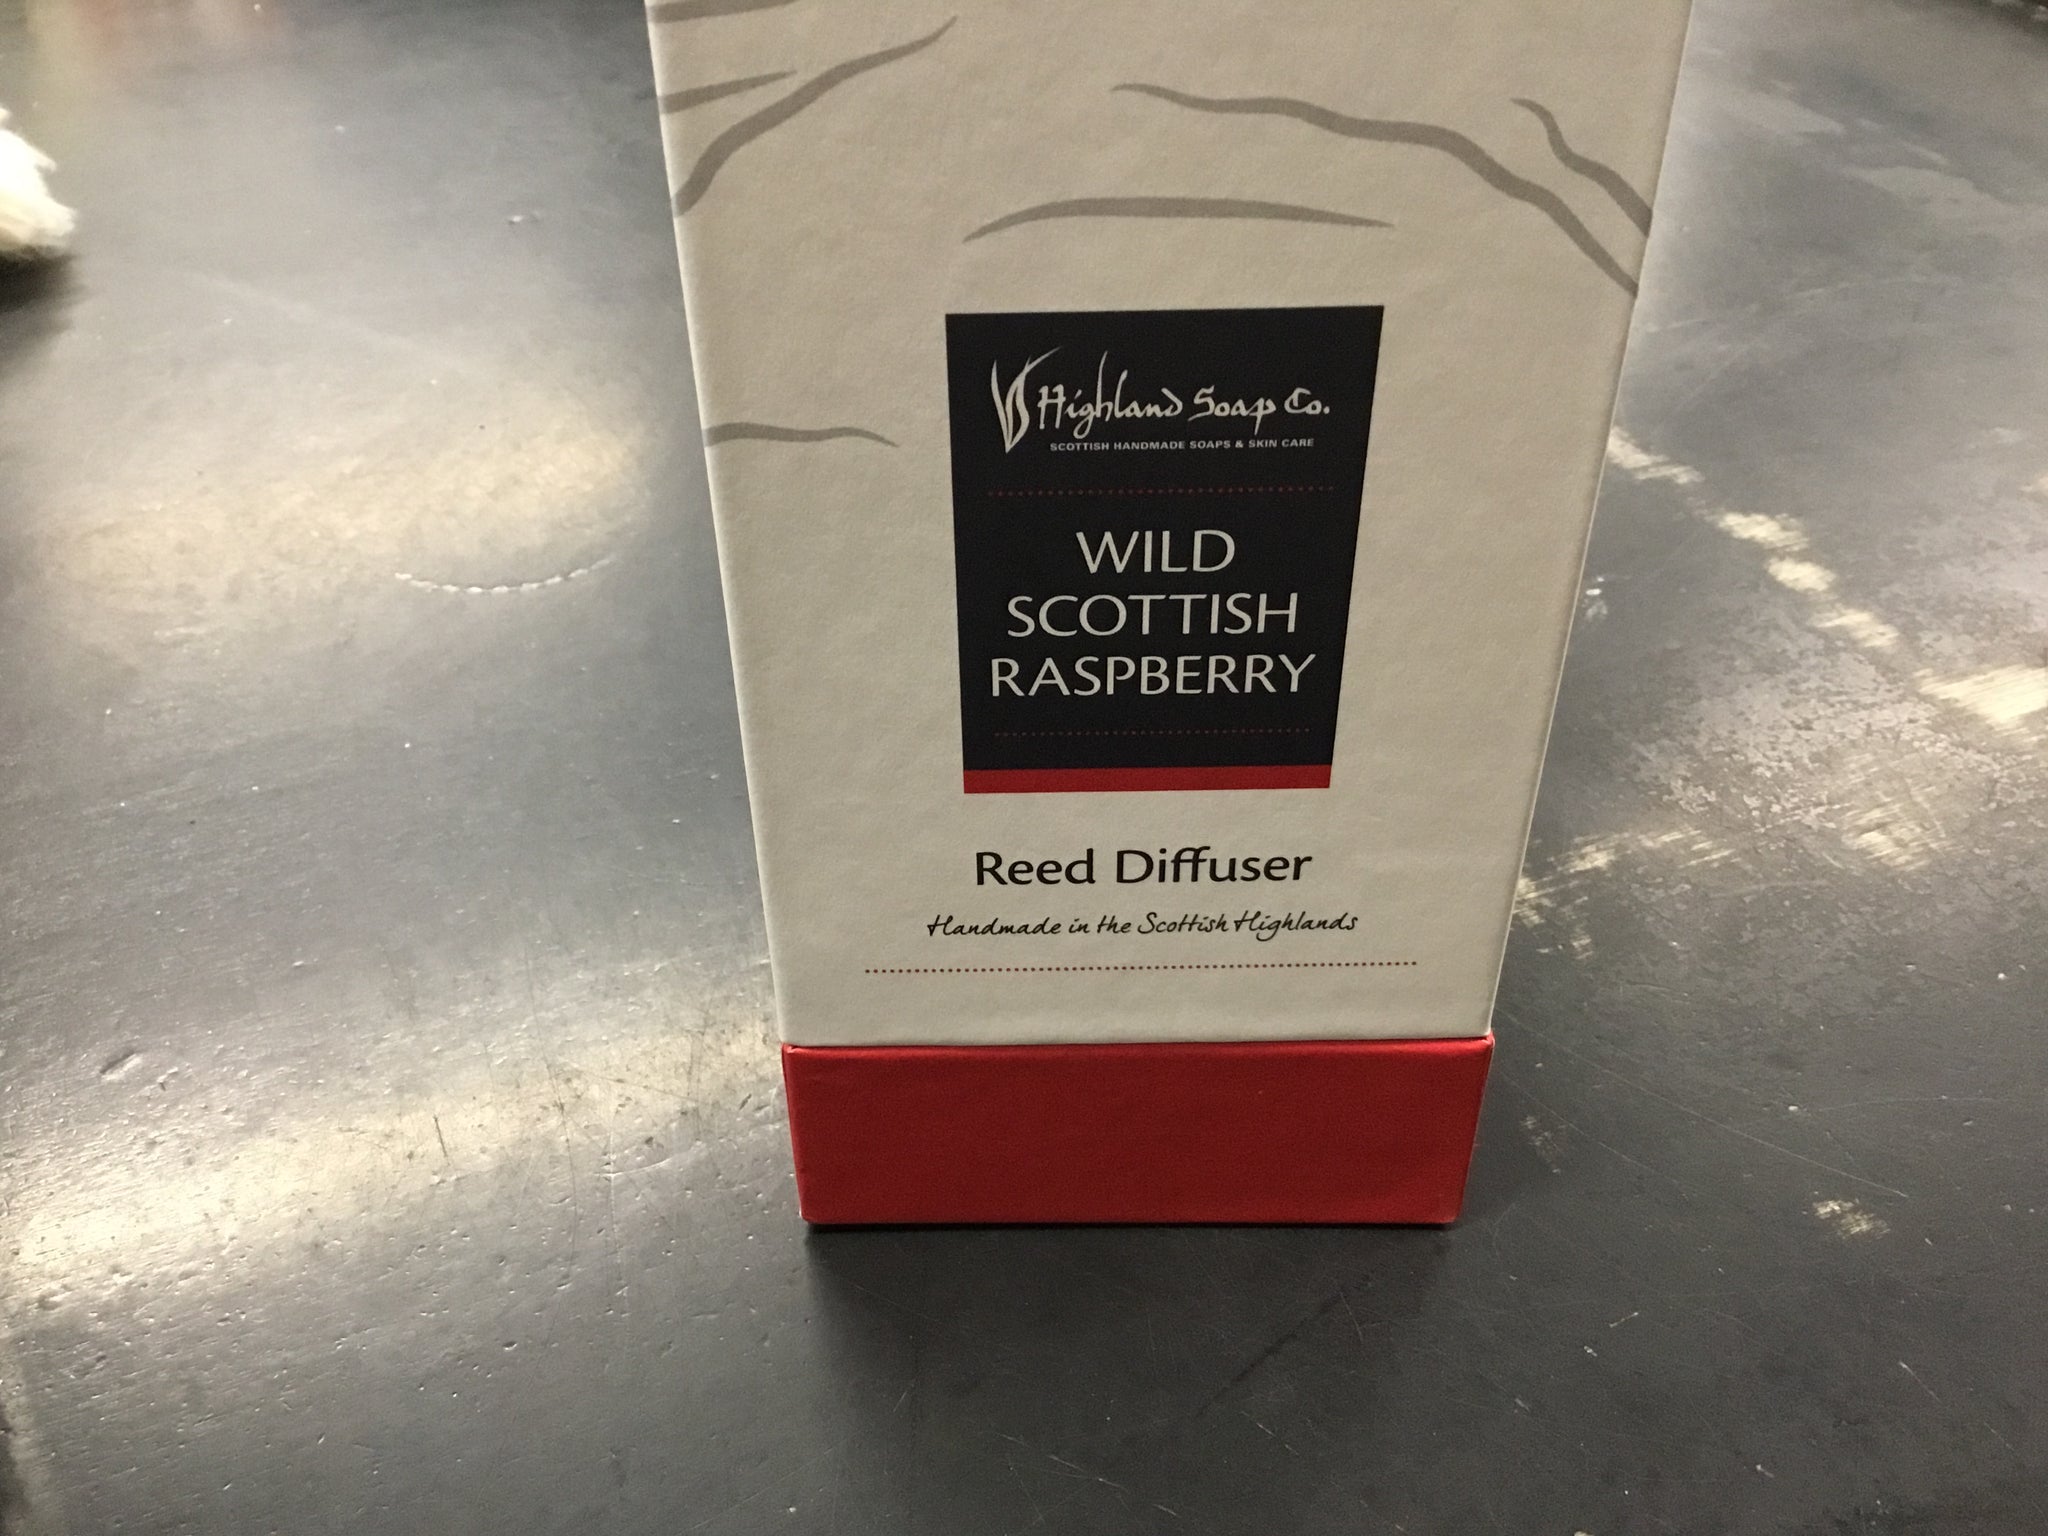 Highland Soap Co.
SCOTTISH HANDMADE SOAPS & SKIN CARE
WILD
SCOTTISH
RASPBERRY
Reed Diffuser
Handmade in the Scottish Highlands